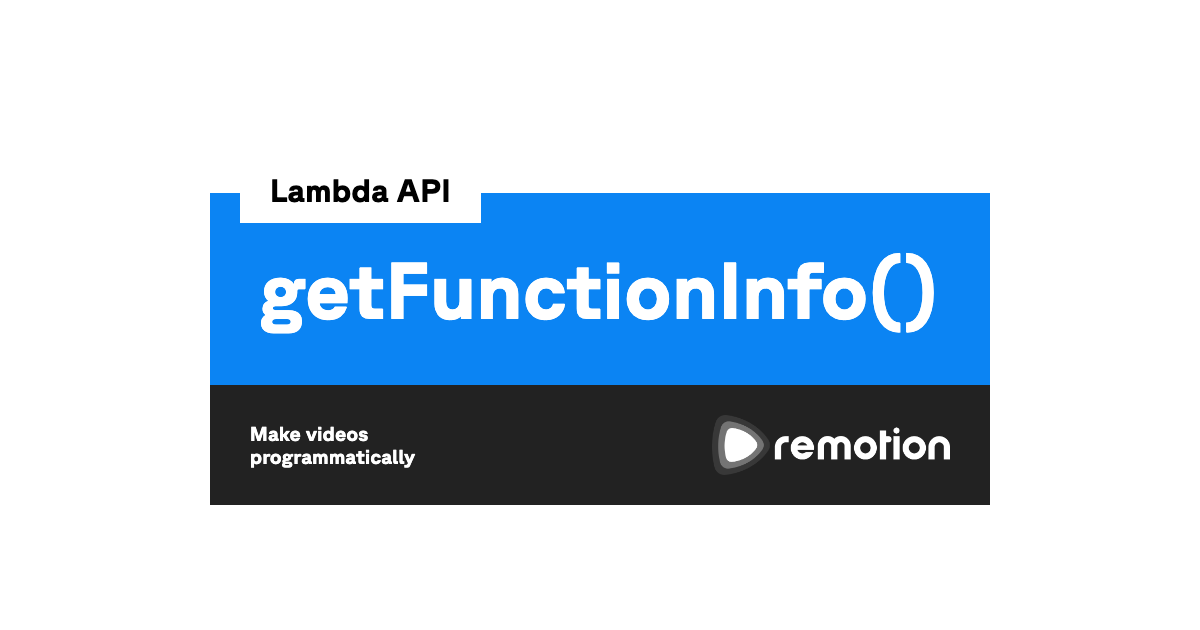 Lambda API
getFunctionInfo()
Make videos
programmatically
remotion